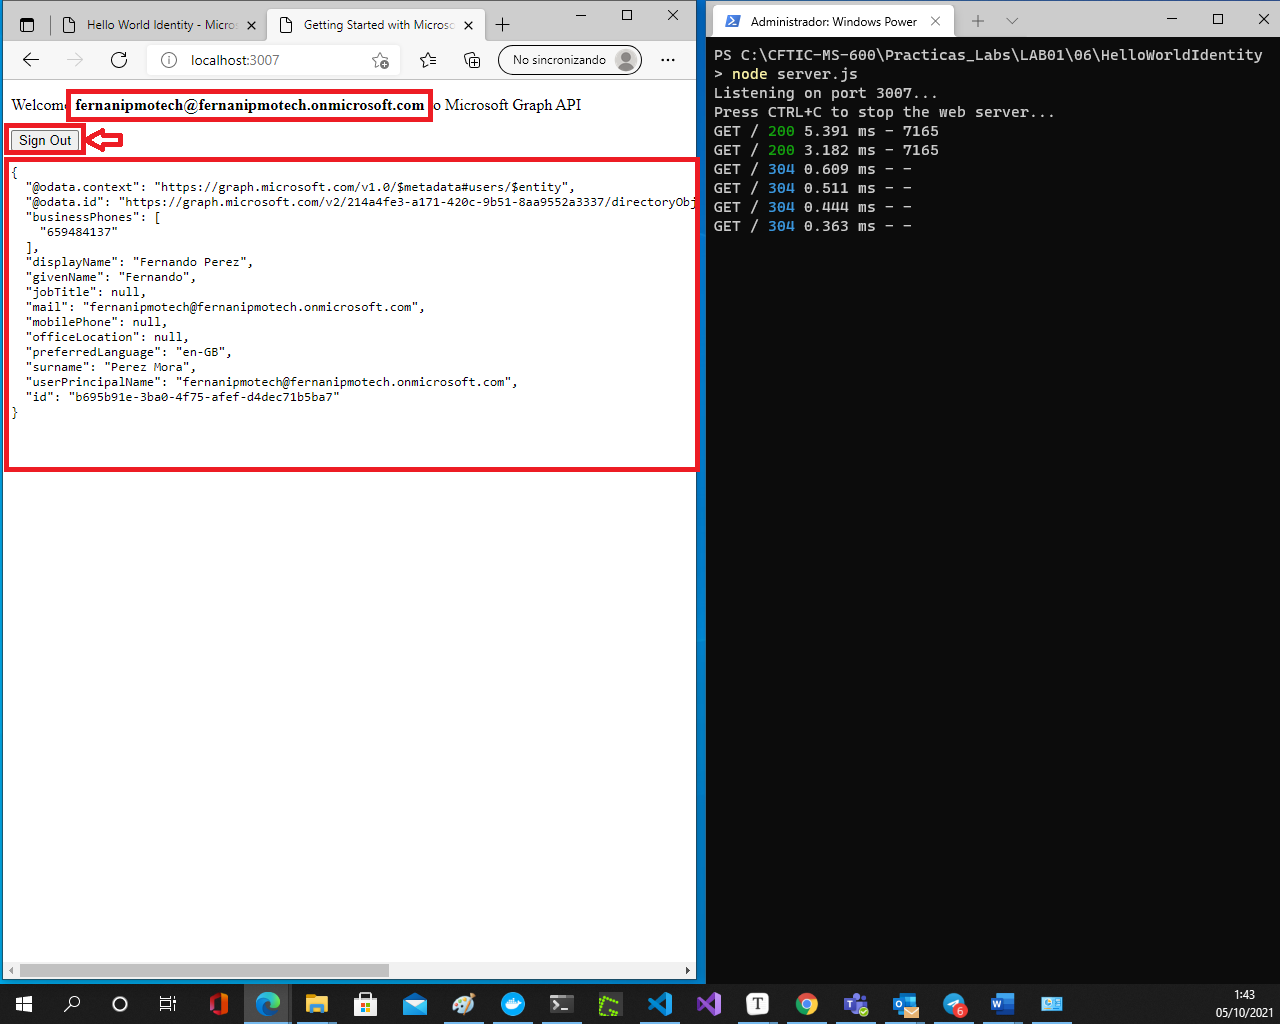 Hello World Identity - Micros
Getting Started with Microso
localhost:3007
No sincronizando
Welcome fernanipmotech@fernanipmotech.onmicrosoft.com o Microsoft Graph API
Sign Out
{
"@odata.context": "https://graph.microsoft.com/v1.0/$metadata#users/$entity",
"@odata.id": "https://graph.microsoft.com/v2/214a4fe3-a171-420c-9b51-8aa9552a3337/directoryObj
"businessPhones": [
"659484137"
],
"displayName": "Fernando Perez",
"givenName": "Fernando",
"jobTitle": null,
"mail": "fernanipmotech@fernanipmotech.onmicrosoft.com",
"mobilePhone": null,
"officeLocation": null,
"preferredLanguage": "en-GB",
"surname": "Perez Mora",
"userPrincipalName": "fernanipmotech@fernanipmotech.onmicrosoft.com",
"id": "b695b91e-3ba0-4f75-afef-d4dec71b5ba7"
}
Administrador: Windows Power
PS C:\CFTIC-MS-600\Practicas_Labs\LAB01\06\HelloWorldIdentity
> node server.js
Listening on port 3007...
Press CTRL+C to stop the web server...
GET / 200 5.391 ms - 7165
GET / 200 3.182 ms - 7165
GET / 304 0.609 ms - -
GET / 304 0.511 ms - -
GET / 304 0.444 ms - -
GET / 304 0.363 ms - -
T
6
1:43
05/10/2021